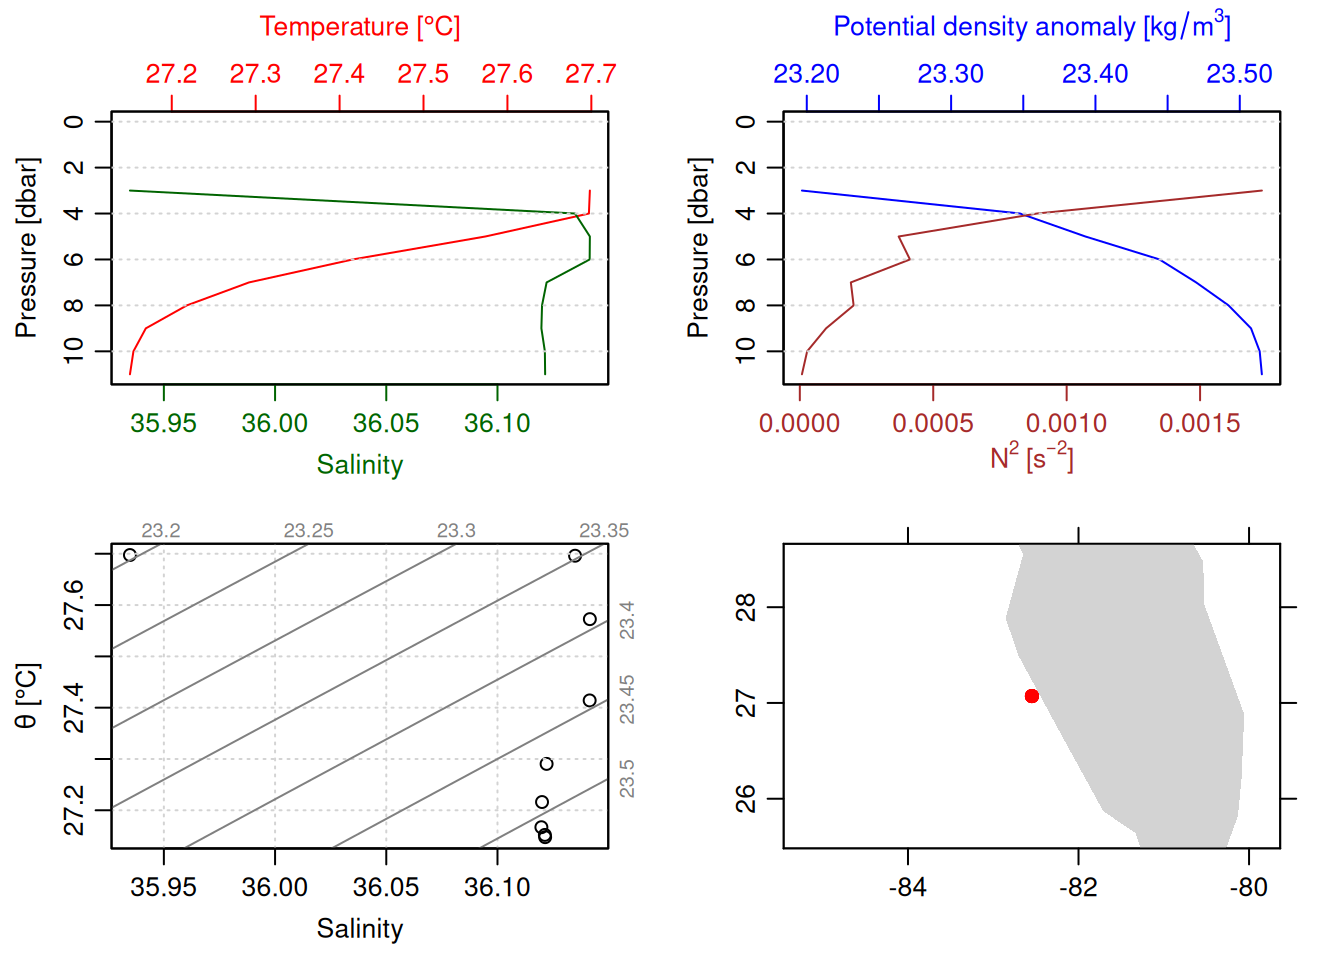 Temperature [°C]
27.2 27.3 27.4 27.5 27.6 27.7
Pressure [dbar]
0
2
4
6
8
10
35.95 36.00 36.05 36.10
Salinity
Potential density anomaly [kg/m³]
23.20 23.30 23.40 23.50
Pressure [dbar]
0
2
4
6
8
10
0.0000 0.0005 0.0010 0.0015
N² [s⁻²]
23.2 23.25 23.3 23.35
23.4
23.45
23.5
θ [°C]
27.6
27.4
27.2
35.95 36.00 36.05 36.10
Salinity
28
27
26
-84 -82 -80